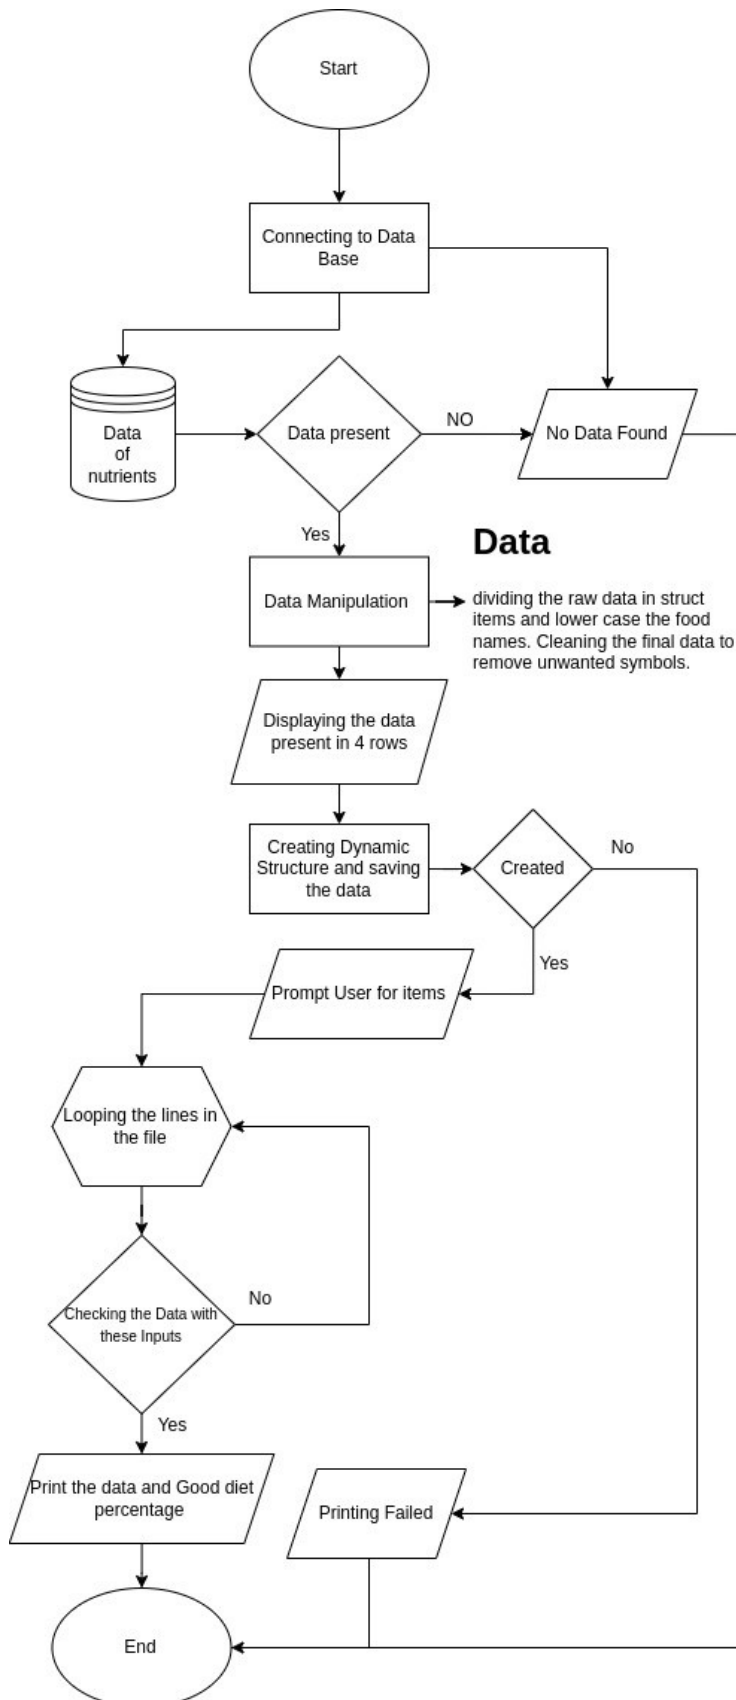 Start
Connecting to Data
Base
Data
of
nutrients
Data present
NO
No Data Found
Yes
Data
Data Manipulation
dividing the raw data in struct
items and lower case the food
names. Cleaning the final data to
remove unwanted symbols.
Displaying the data
present in 4 rows
Creating Dynamic
Structure and saving
the data
Created
No
Yes
Prompt User for items
Looping the lines in
the file
Checking the Data with
these Inputs
No
Yes
Print the data and Good diet
percentage
Printing Failed
End